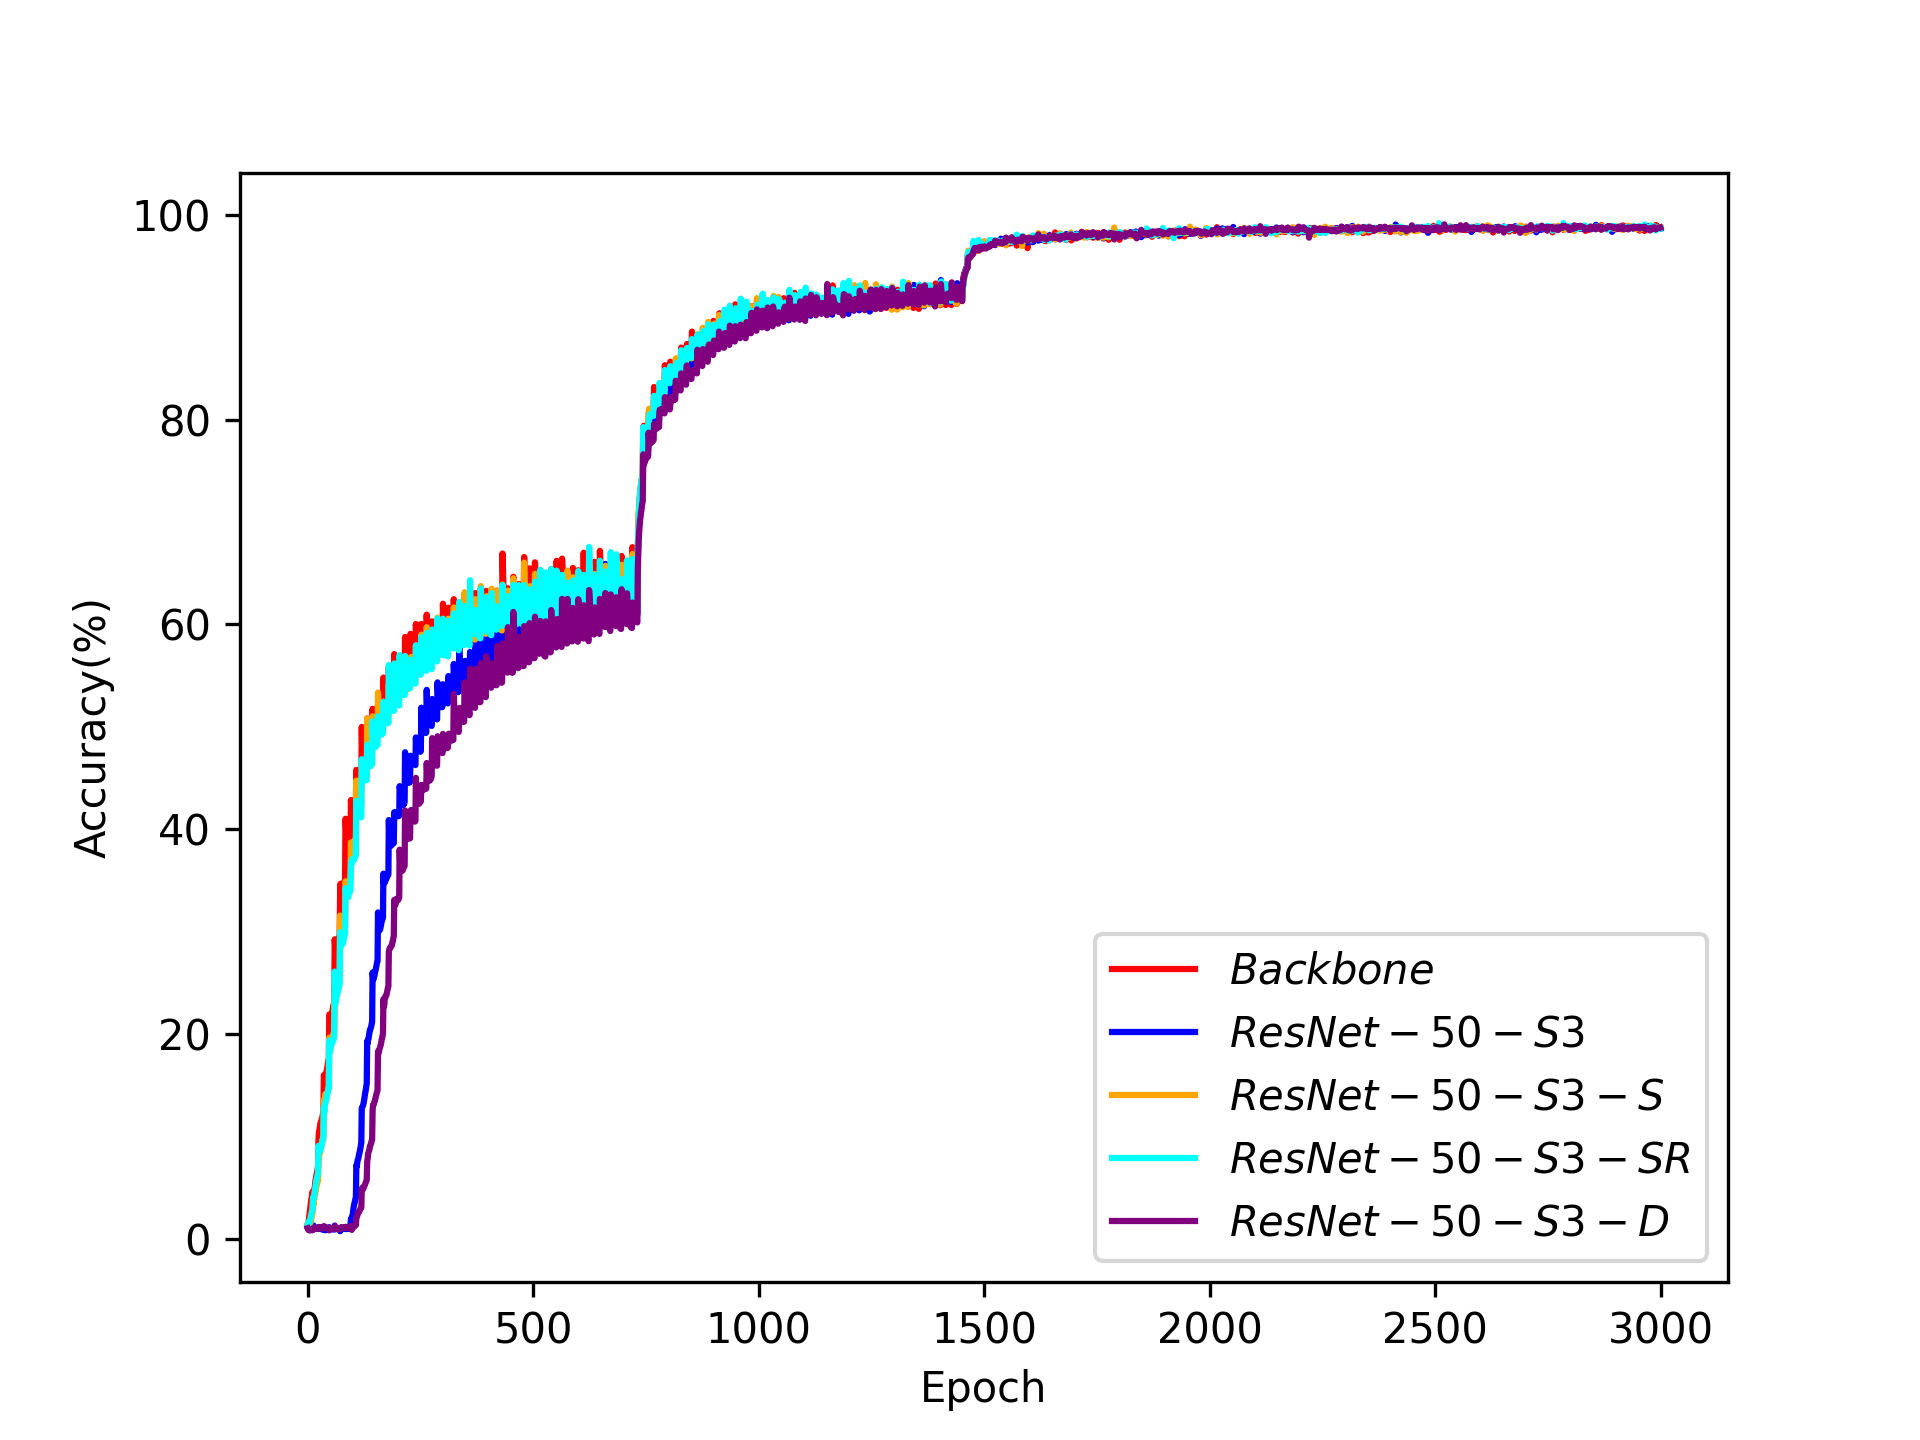 100
80
60
40
20
0
Accuracy(%)
Backbone
ResNet − 50 − S3
ResNet − 50 − S3 − S
ResNet − 50 − S3 − SR
ResNet − 50 − S3 − D
0 500 1000 1500 2000 2500 3000
Epoch